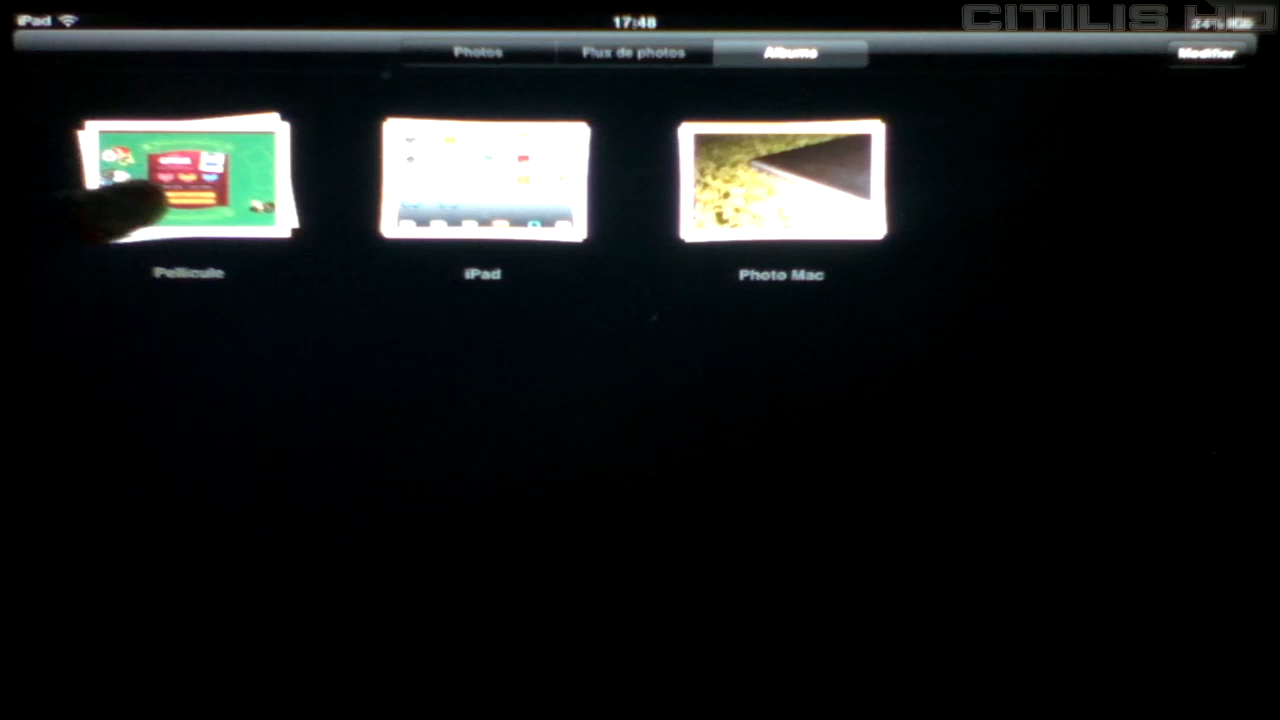 iPad
17:48
CITILIS HD
Photos
Flux de photos
Albums
Modifier
Pellicule
iPad
Photo Mac